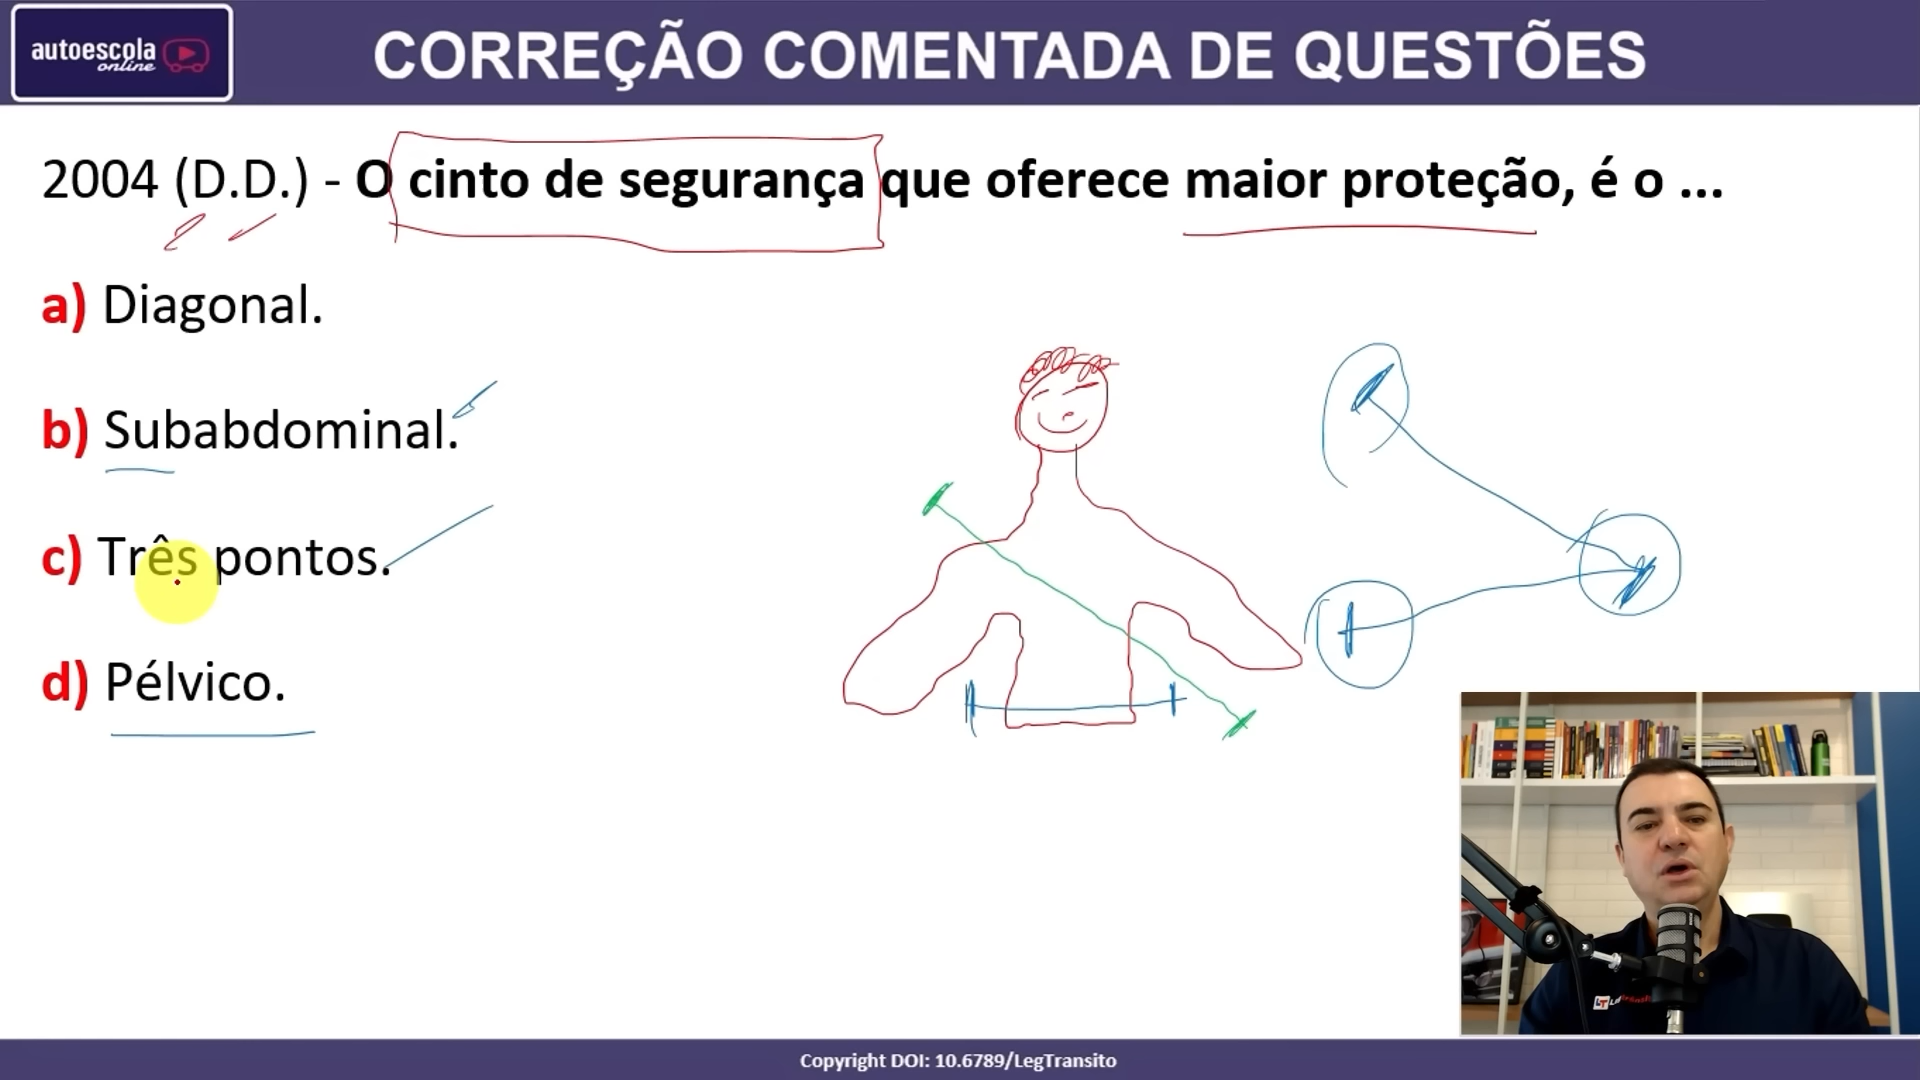 autoescola
online
CORREÇÃO COMENTADA DE QUESTÕES
2004 (D.D.) - O cinto de segurança que oferece maior proteção, é o ...
a) Diagonal.
b) Subabdominal.
c) Três pontos.
d) Pélvico.
Copyright DOI: 10.6789/LegTransito